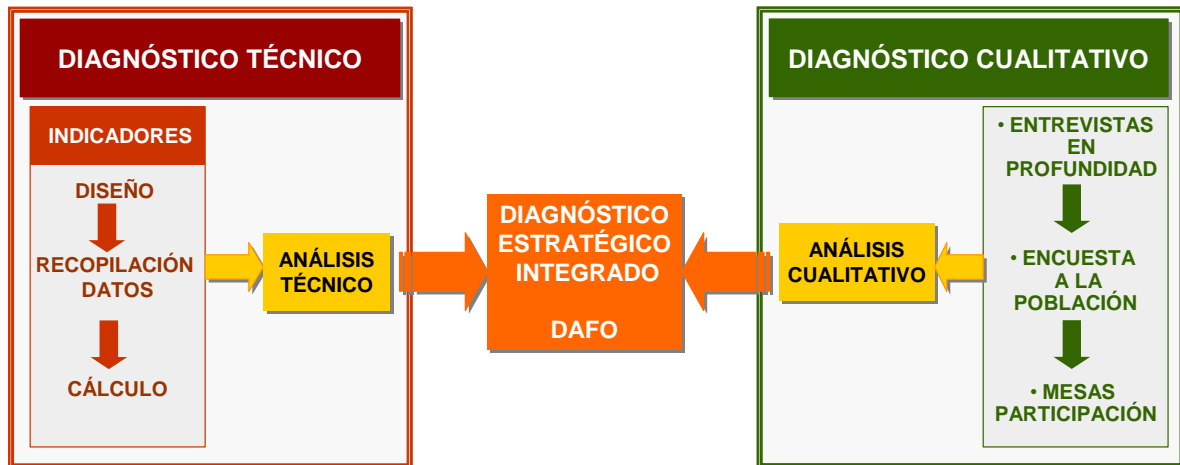 DIAGNÓSTICO TÉCNICO
INDICADORES
DISEÑO
RECOPILACIÓN
DATOS
CÁLCULO
ANÁLISIS
TÉCNICO
DIAGNÓSTICO
ESTRATÉGICO
INTEGRADO
DAFO
DIAGNÓSTICO CUALITATIVO
ANÁLISIS
CUALITATIVO
• ENTREVISTAS
EN
PROFUNDIDAD
• ENCUESTA
A LA
POBLACIÓN
• MESAS
PARTICIPACIÓN